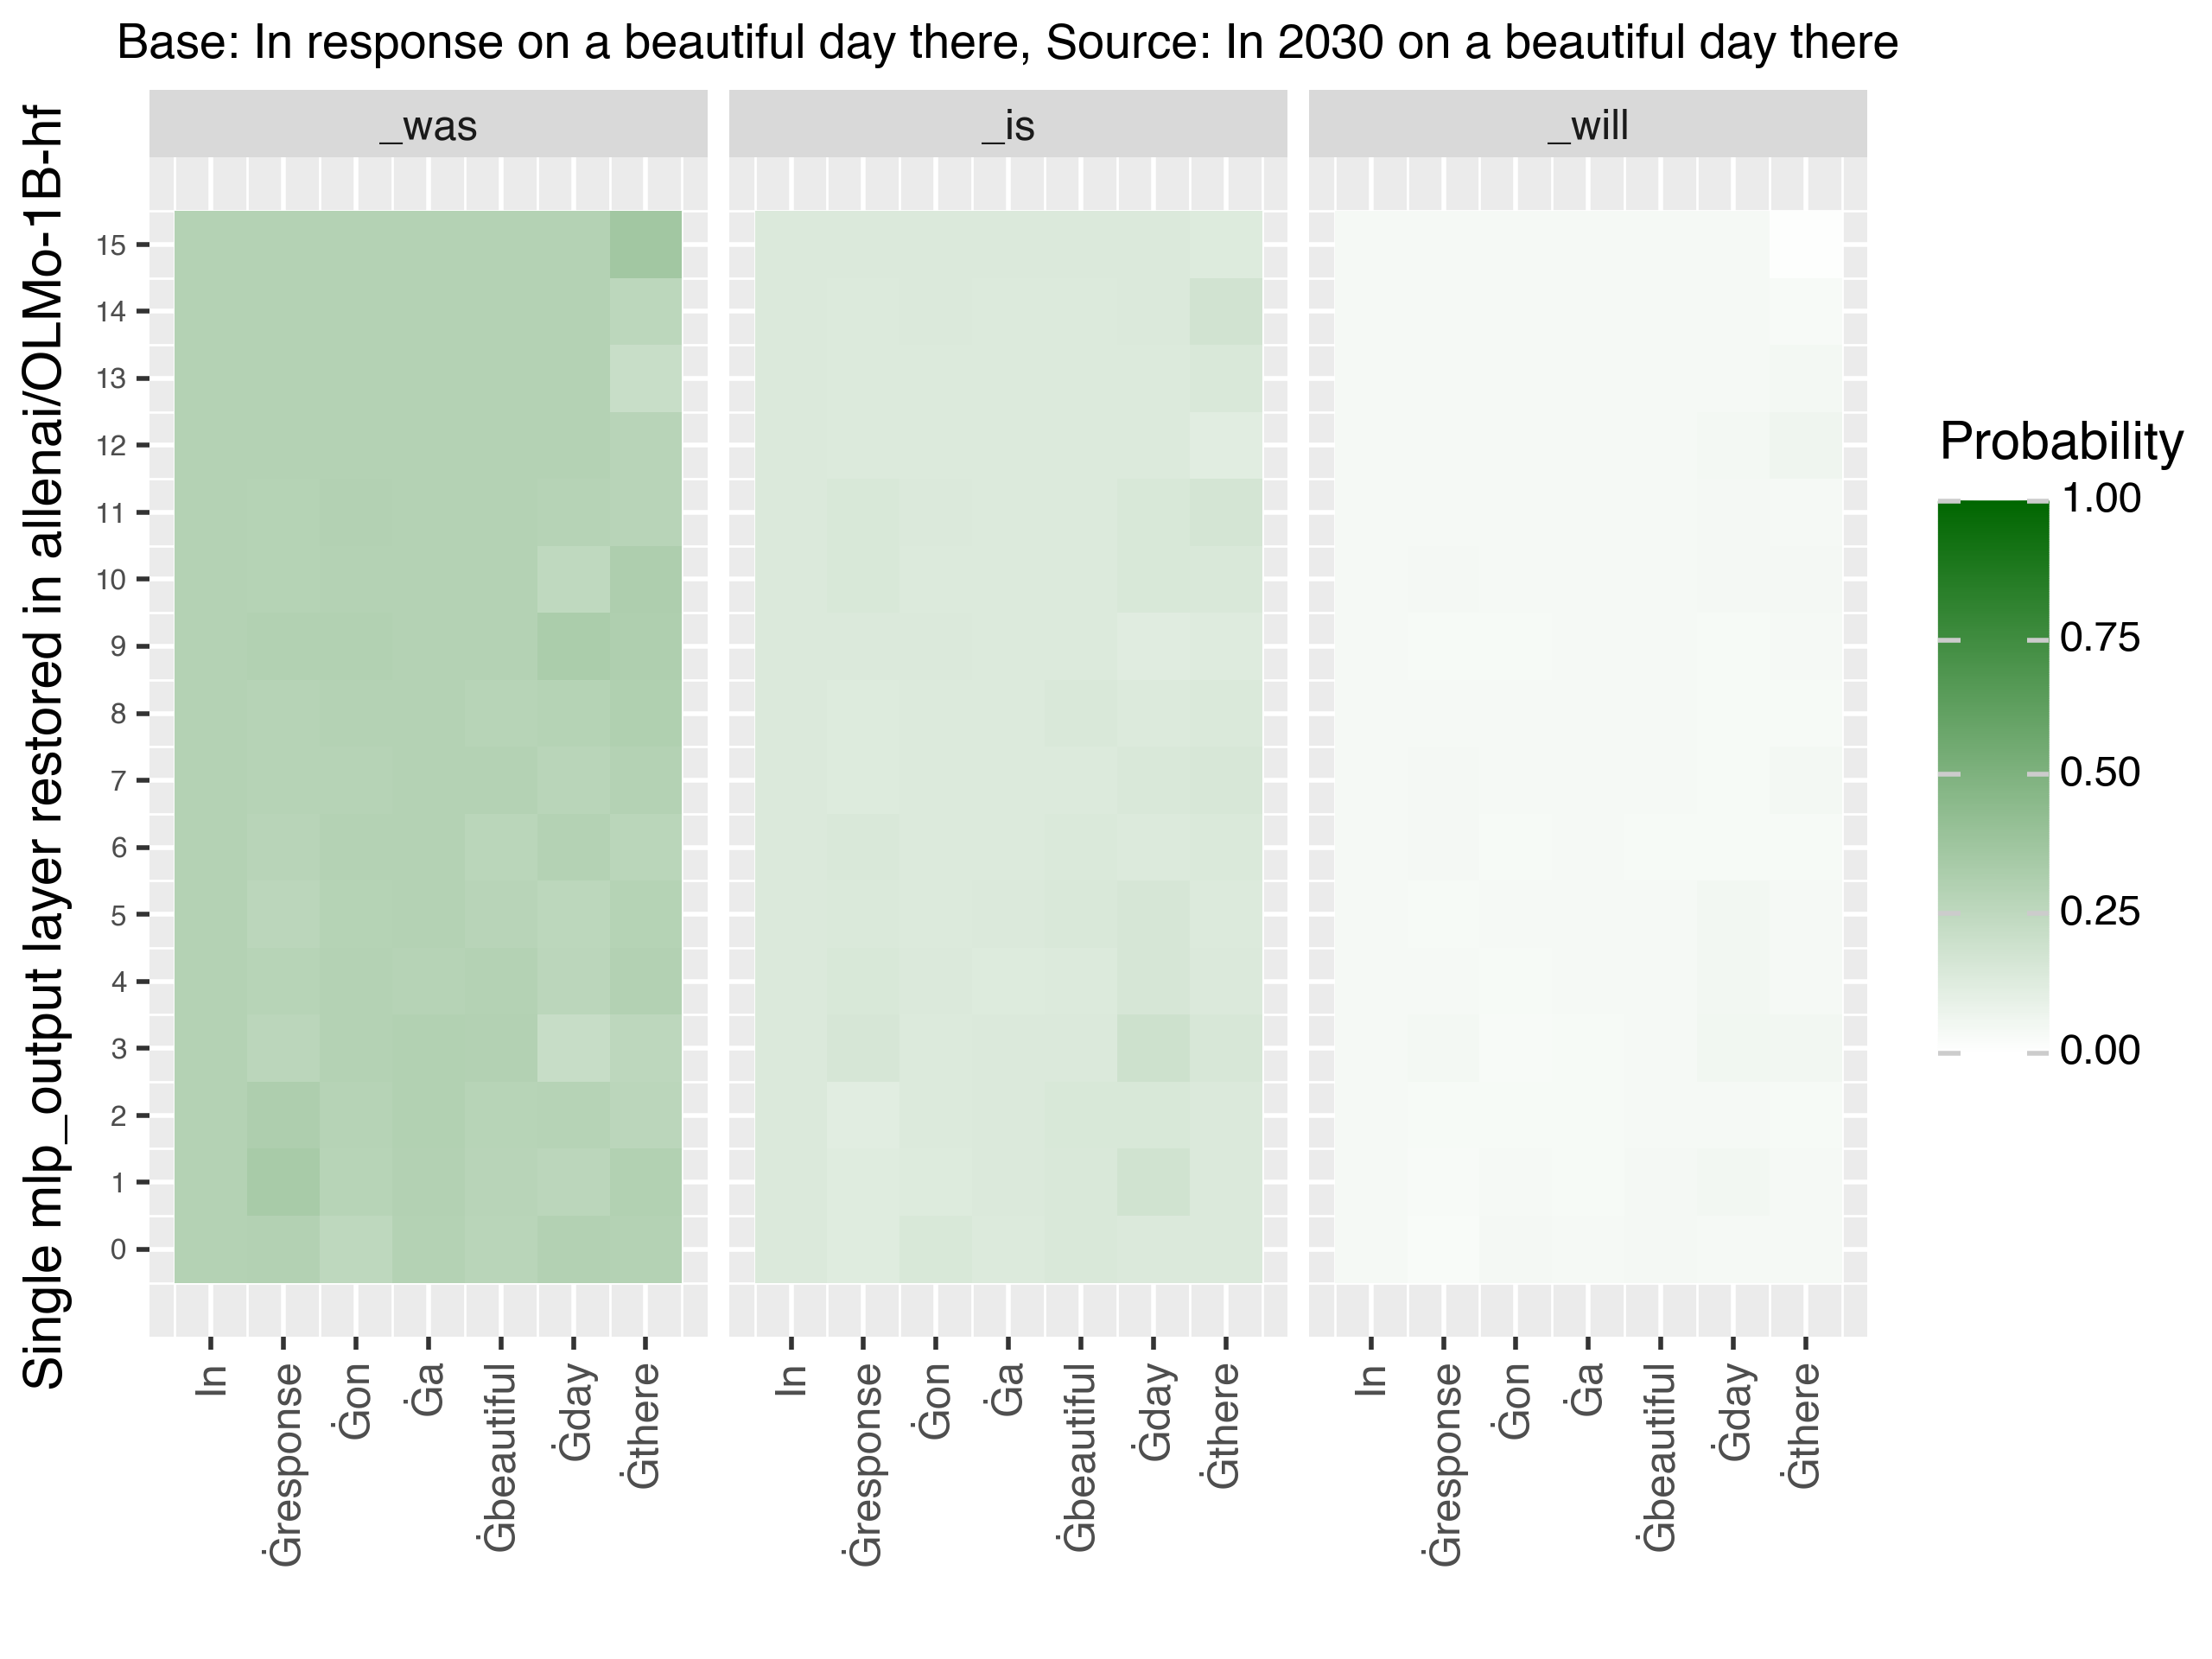 Base: In response on a beautiful day there, Source: In 2030 on a beautiful day there
Single mlp_output layer restored in allenai/OLMo-1B-hf
_was
_is
_will
15
14
13
12
11
10
9
8
7
6
5
4
3
2
1
0
In
Ġresponse
Ġon
Ġa
Ġbeautiful
Ġday
Ġthere
In
Ġresponse
Ġon
Ġa
Ġbeautiful
Ġday
Ġthere
In
Ġresponse
Ġon
Ġa
Ġbeautiful
Ġday
Ġthere
Probability
1.00
0.75
0.50
0.25
0.00